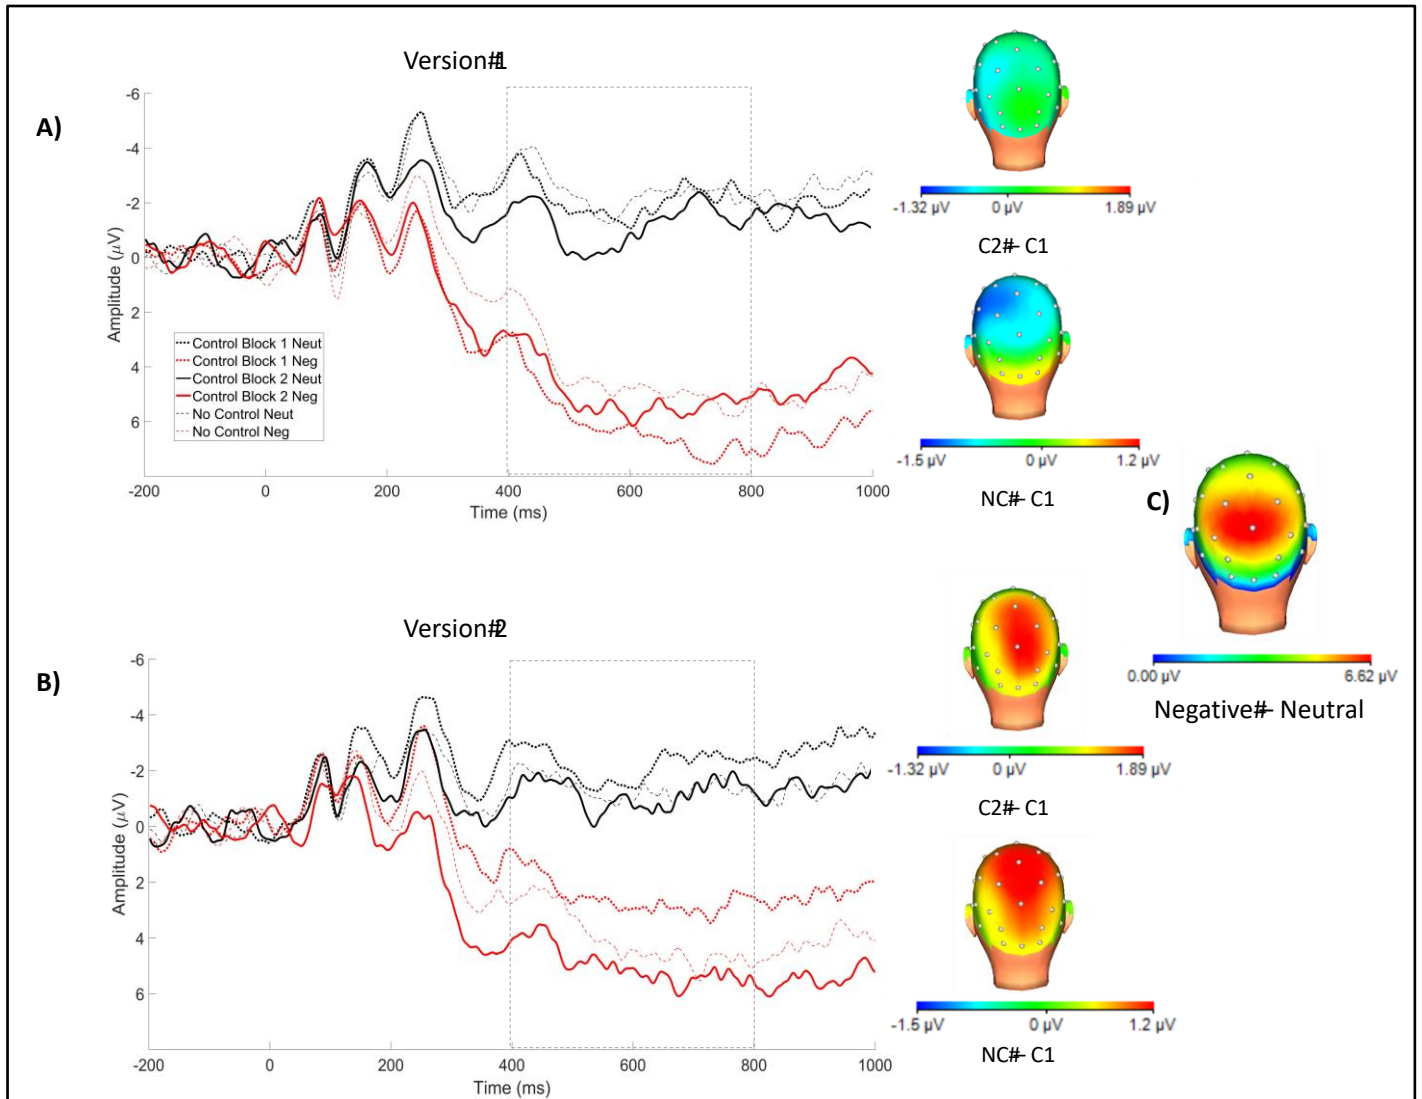 Version#1
A)
-6
-4
-2
0
2
4
6
Amplitude (μV)
Control Block 1 Neut
Control Block 1 Neg
Control Block 2 Neut
Control Block 2 Neg
No Control Neut
No Control Neg
-200 0 200 400 600 800 1000
Time (ms)
-1.32 μV 0 μV 1.89 μV
C2#- C1
-1.5 μV 0 μV 1.2 μV
NC#- C1
C)
0.00 μV 6.62 μV
Negative#- Neutral
Version#2
B)
-6
-4
-2
0
2
4
6
Amplitude (μV)
-200 0 200 400 600 800 1000
Time (ms)
-1.32 μV 0 μV 1.89 μV
C2#- C1
-1.5 μV 0 μV 1.2 μV
NC#- C1